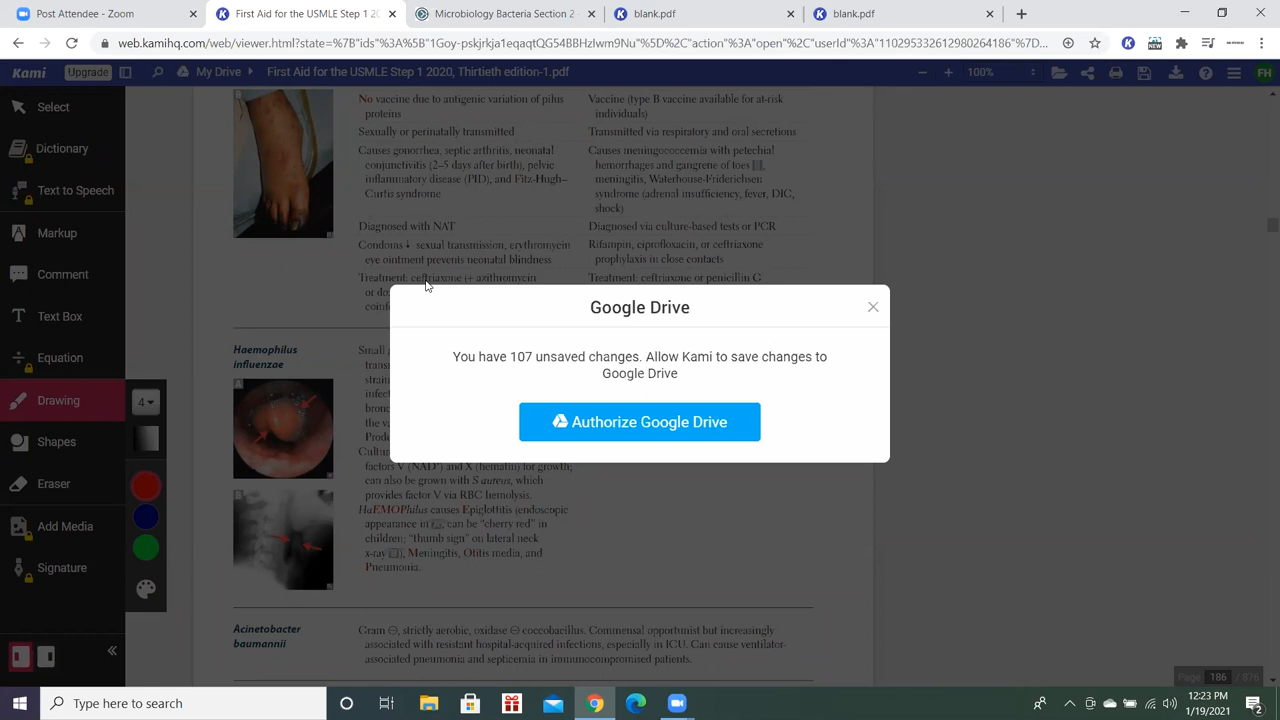 Post Attendee - Zoom
First Aid for the USMLE Step 1 20
Microbiology Bacteria Section 2 -
blank.pdf
blank.pdf
web.kamihq.com/web/viewer.html?state=%7B"ids"%3A%5B"1Goy-pskjrkja1eqaqtQG54BBHzlwm9Nu"%5D%2C"action"%3A"open"%2C"userId"%3A"110295332612980264186"%7D...
NEW
Kami
Upgrade
My Drive
First Aid for the USMLE Step 1 2020, Thirtieth edition-1.pdf
100%
FH
Select
Dictionary
Text to Speech
Markup
Comment
Text Box
Equation
Drawing
Shapes
Eraser
Add Media
Signature
4
B
No vaccine due to antigenic variation of pilus
proteins
Sexually or perinatally transmitted
Causes gonorrhea, septic arthritis, neonatal
conjunctivitis (2–5 days after birth), pelvic
inflammatory disease (PID), and Fitz-Hugh–
Curtis syndrome
Diagnosed with NAT
Condoms ↓ sexual transmission, erythromycin
eye ointment prevents neonatal blindness
Treatment: ceftriaxone (+ azithromycin
Vaccine (type B vaccine available for at-risk
individuals)
Transmitted via respiratory and oral secretions
Causes meningococcemia with petechial
hemorrhages and gangrene of toes
meningitis, Waterhouse-Friderichsen
syndrome (adrenal insufficiency, fever, DIC,
shock)
Diagnosed via culture-based tests or PCR
Rifampin, ciprofloxacin, or ceftriaxone
prophylaxis in close contacts
Treatment: ceftriaxone or penicillin G
Google Drive
You have 107 unsaved changes. Allow Kami to save changes to
Google Drive
Authorize Google Drive
Haemophilus
influenzae
A
B
factors V (NAD+) and X (hematin) for growth;
can also be grown with S aureus, which
provides factor V via RBC hemolysis.
HaEMOPhilus causes Epiglottitis (endoscopic
appearance in can be “cherry red” in
children; “thumb sign” on lateral neck
x-ray ), Meningitis, Otitis media, and
Pneumonia.
Acinetobacter
baumannii
Gram ⊖, strictly aerobic, oxidase ⊖ coccobacillus. Commensal opportunist but increasingly
associated with resistant hospital-acquired infections, especially in ICU. Can cause ventilator-
associated pneumonia and septicemia in immunocompromised patients.
Page 186 / 876
Type here to search
12:23 PM
1/19/2021
2